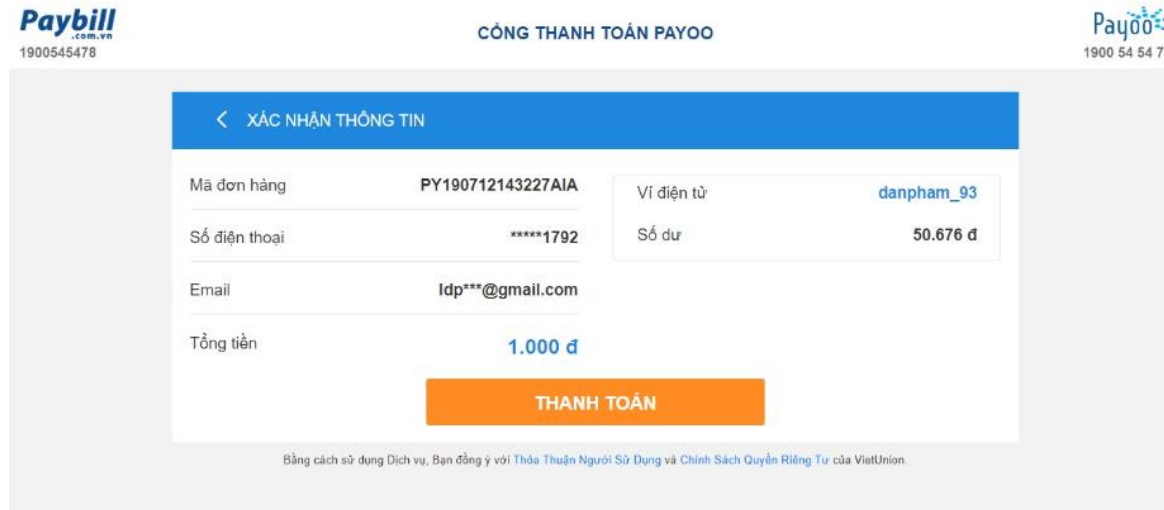 Paybill
.com.vn
1900545478
CỔNG THANH TOÁN PAYOO
Payoo
1900 54 54 7
XÁC NHẬN THÔNG TIN
Mã đơn hàng PY190712143227AIA
Số điện thoại *****1792
Email ldp***@gmail.com
Tổng tiền 1.000 đ
Ví điện tử danpham_93
Số dư 50.676 đ
THANH TOÁN
Bằng cách sử dụng Dịch vụ, Bạn đồng ý với Thỏa Thuận Người Sử Dụng và Chính Sách Quyền Riêng Tư của VietUnion.